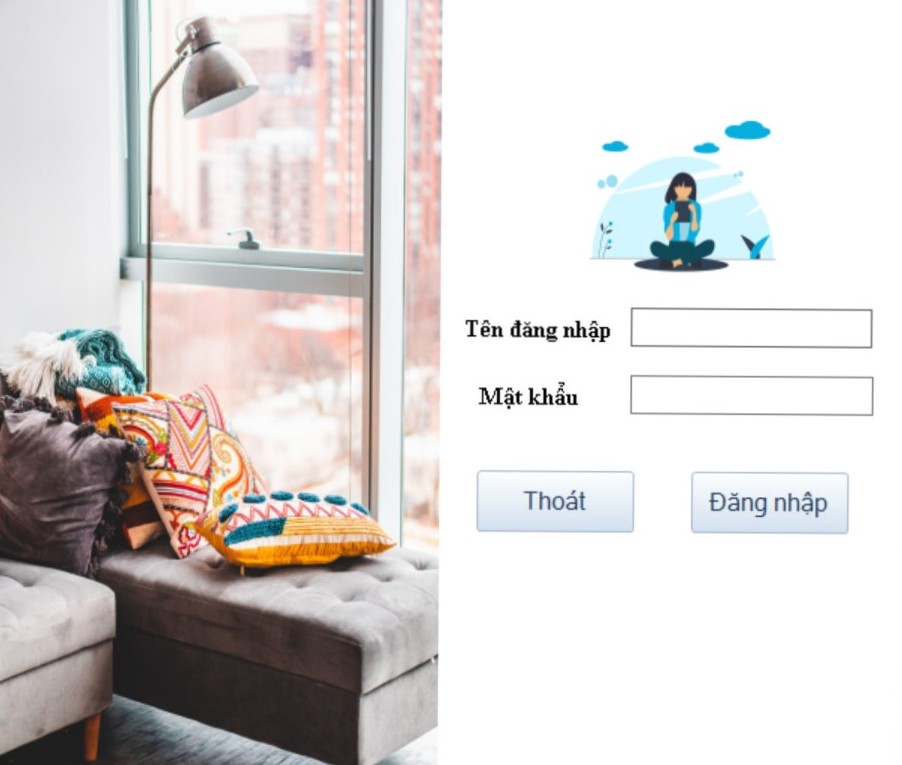 Tên đăng nhập
Mật khẩu
Thoát
Đăng nhập